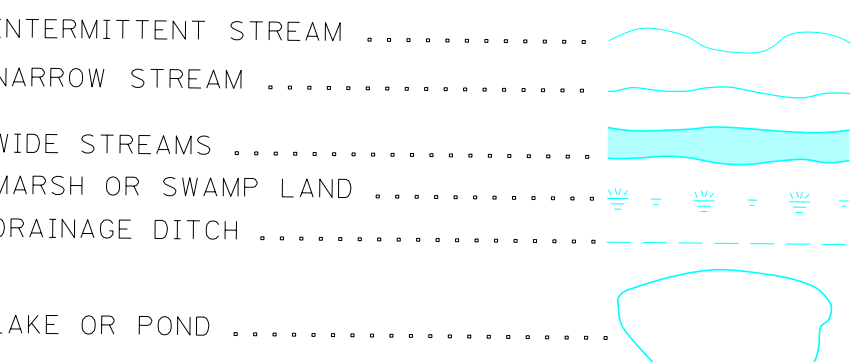 INTERMITTENT STREAM ............
NARROW STREAM .................
WIDE STREAMS ...................
MARSH OR SWAMP LAND ............
DRAINAGE DITCH ..................
LAKE OR POND ....................